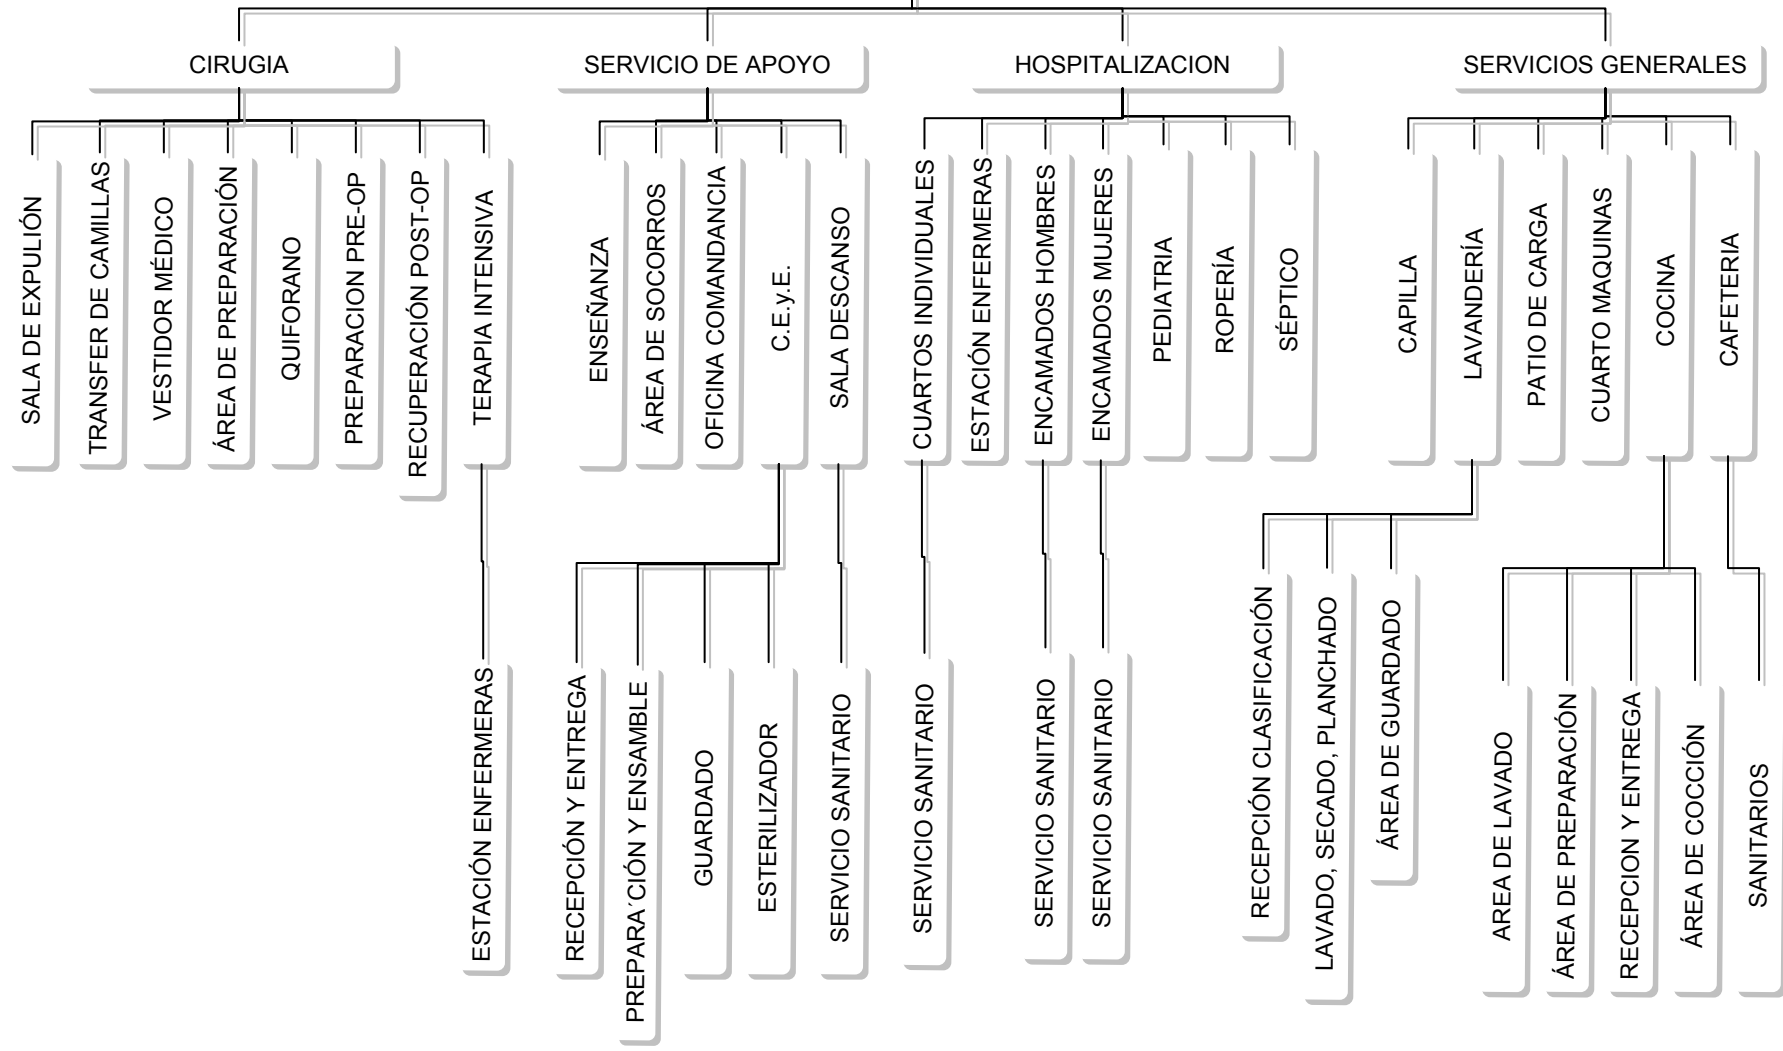 CIRUGIA
SERVICIO DE APOYO
HOSPITALIZACION
SERVICIOS GENERALES
SALA DE EXPULIÓN
TRANSFER DE CAMILLAS
VESTIDOR MÉDICO
ÁREA DE PREPARACIÓN
QUIFORANO
PREPARACION PRE-OP
RECUPERACIÓN POST-OP
TERAPIA INTENSIVA
ENSEÑANZA
ÁREA DE SOCORROS
OFICINA COMANDANCIA
C.E.y.E.
SALA DESCANSO
CUARTOS INDIVIDUALES
ESTACIÓN ENFERMERAS
ENCAMADOS HOMBRES
ENCAMADOS MUJERES
PEDIATRIA
ROPERÍA
SÉPTICO
CAPILLA
LAVANDERÍA
PATIO DE CARGA
CUARTO MAQUINAS
COCINA
CAFETERIA
ESTACIÓN ENFERMERAS
RECEPCIÓN Y ENTREGA
PREPARA´CIÓN Y ENSAMBLE
GUARDADO
ESTERILIZADOR
SERVICIO SANITARIO
SERVICIO SANITARIO
SERVICIO SANITARIO
SERVICIO SANITARIO
RECEPCIÓN CLASIFICACIÓN
LAVADO, SECADO, PLANCHADO
ÁREA DE GUARDADO
AREA DE LAVADO
ÁREA DE PREPARACIÓN
RECEPCION Y ENTREGA
ÁREA DE COCCIÓN
SANITARIOS